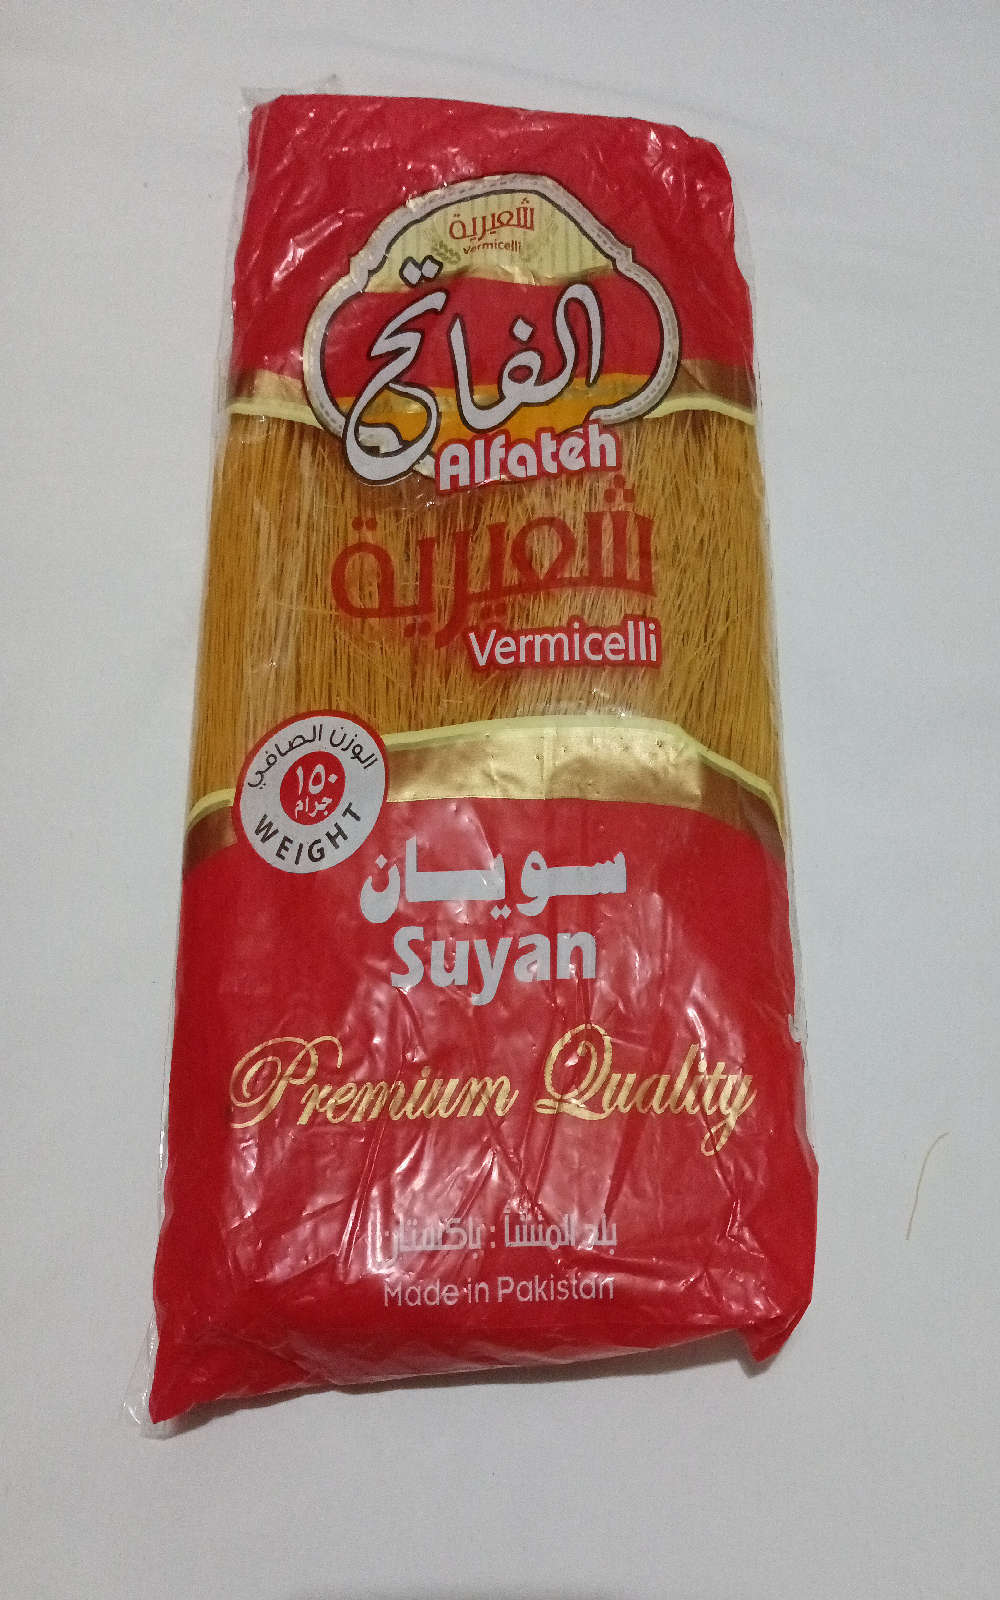 شعيرية
Vermicelli
الفاتح
Alfateh
شعيرية
Vermicelli
الوزن الصافي
١٥٠
جرام
WEIGHT
سويان
Suyan
Premium Quality
بلد المنشأ : باكستان
Made in Pakistan